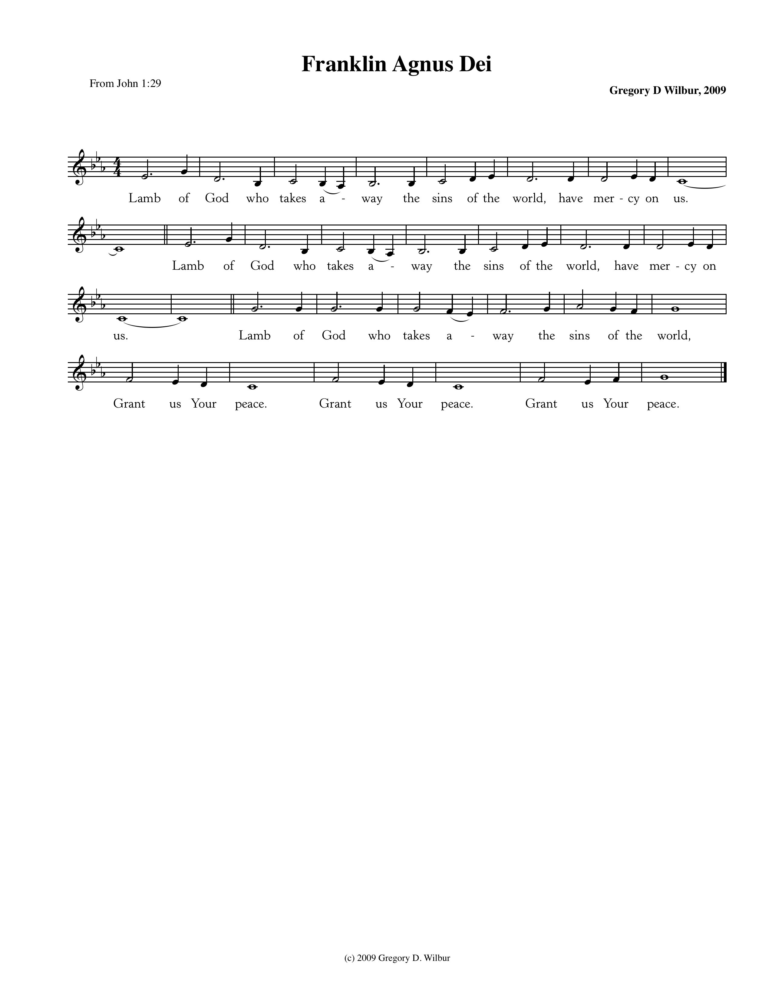 Franklin Agnus Dei
From John 1:29
Gregory D Wilbur, 2009
4
4
Lamb of God who takes a - way the sins of the world, have mer - cy on us.
Lamb of God who takes a - way the sins of the world, have mer - cy on
us. Lamb of God who takes a - way the sins of the world,
Grant us Your peace. Grant us Your peace. Grant us Your peace.
(c) 2009 Gregory D. Wilbur